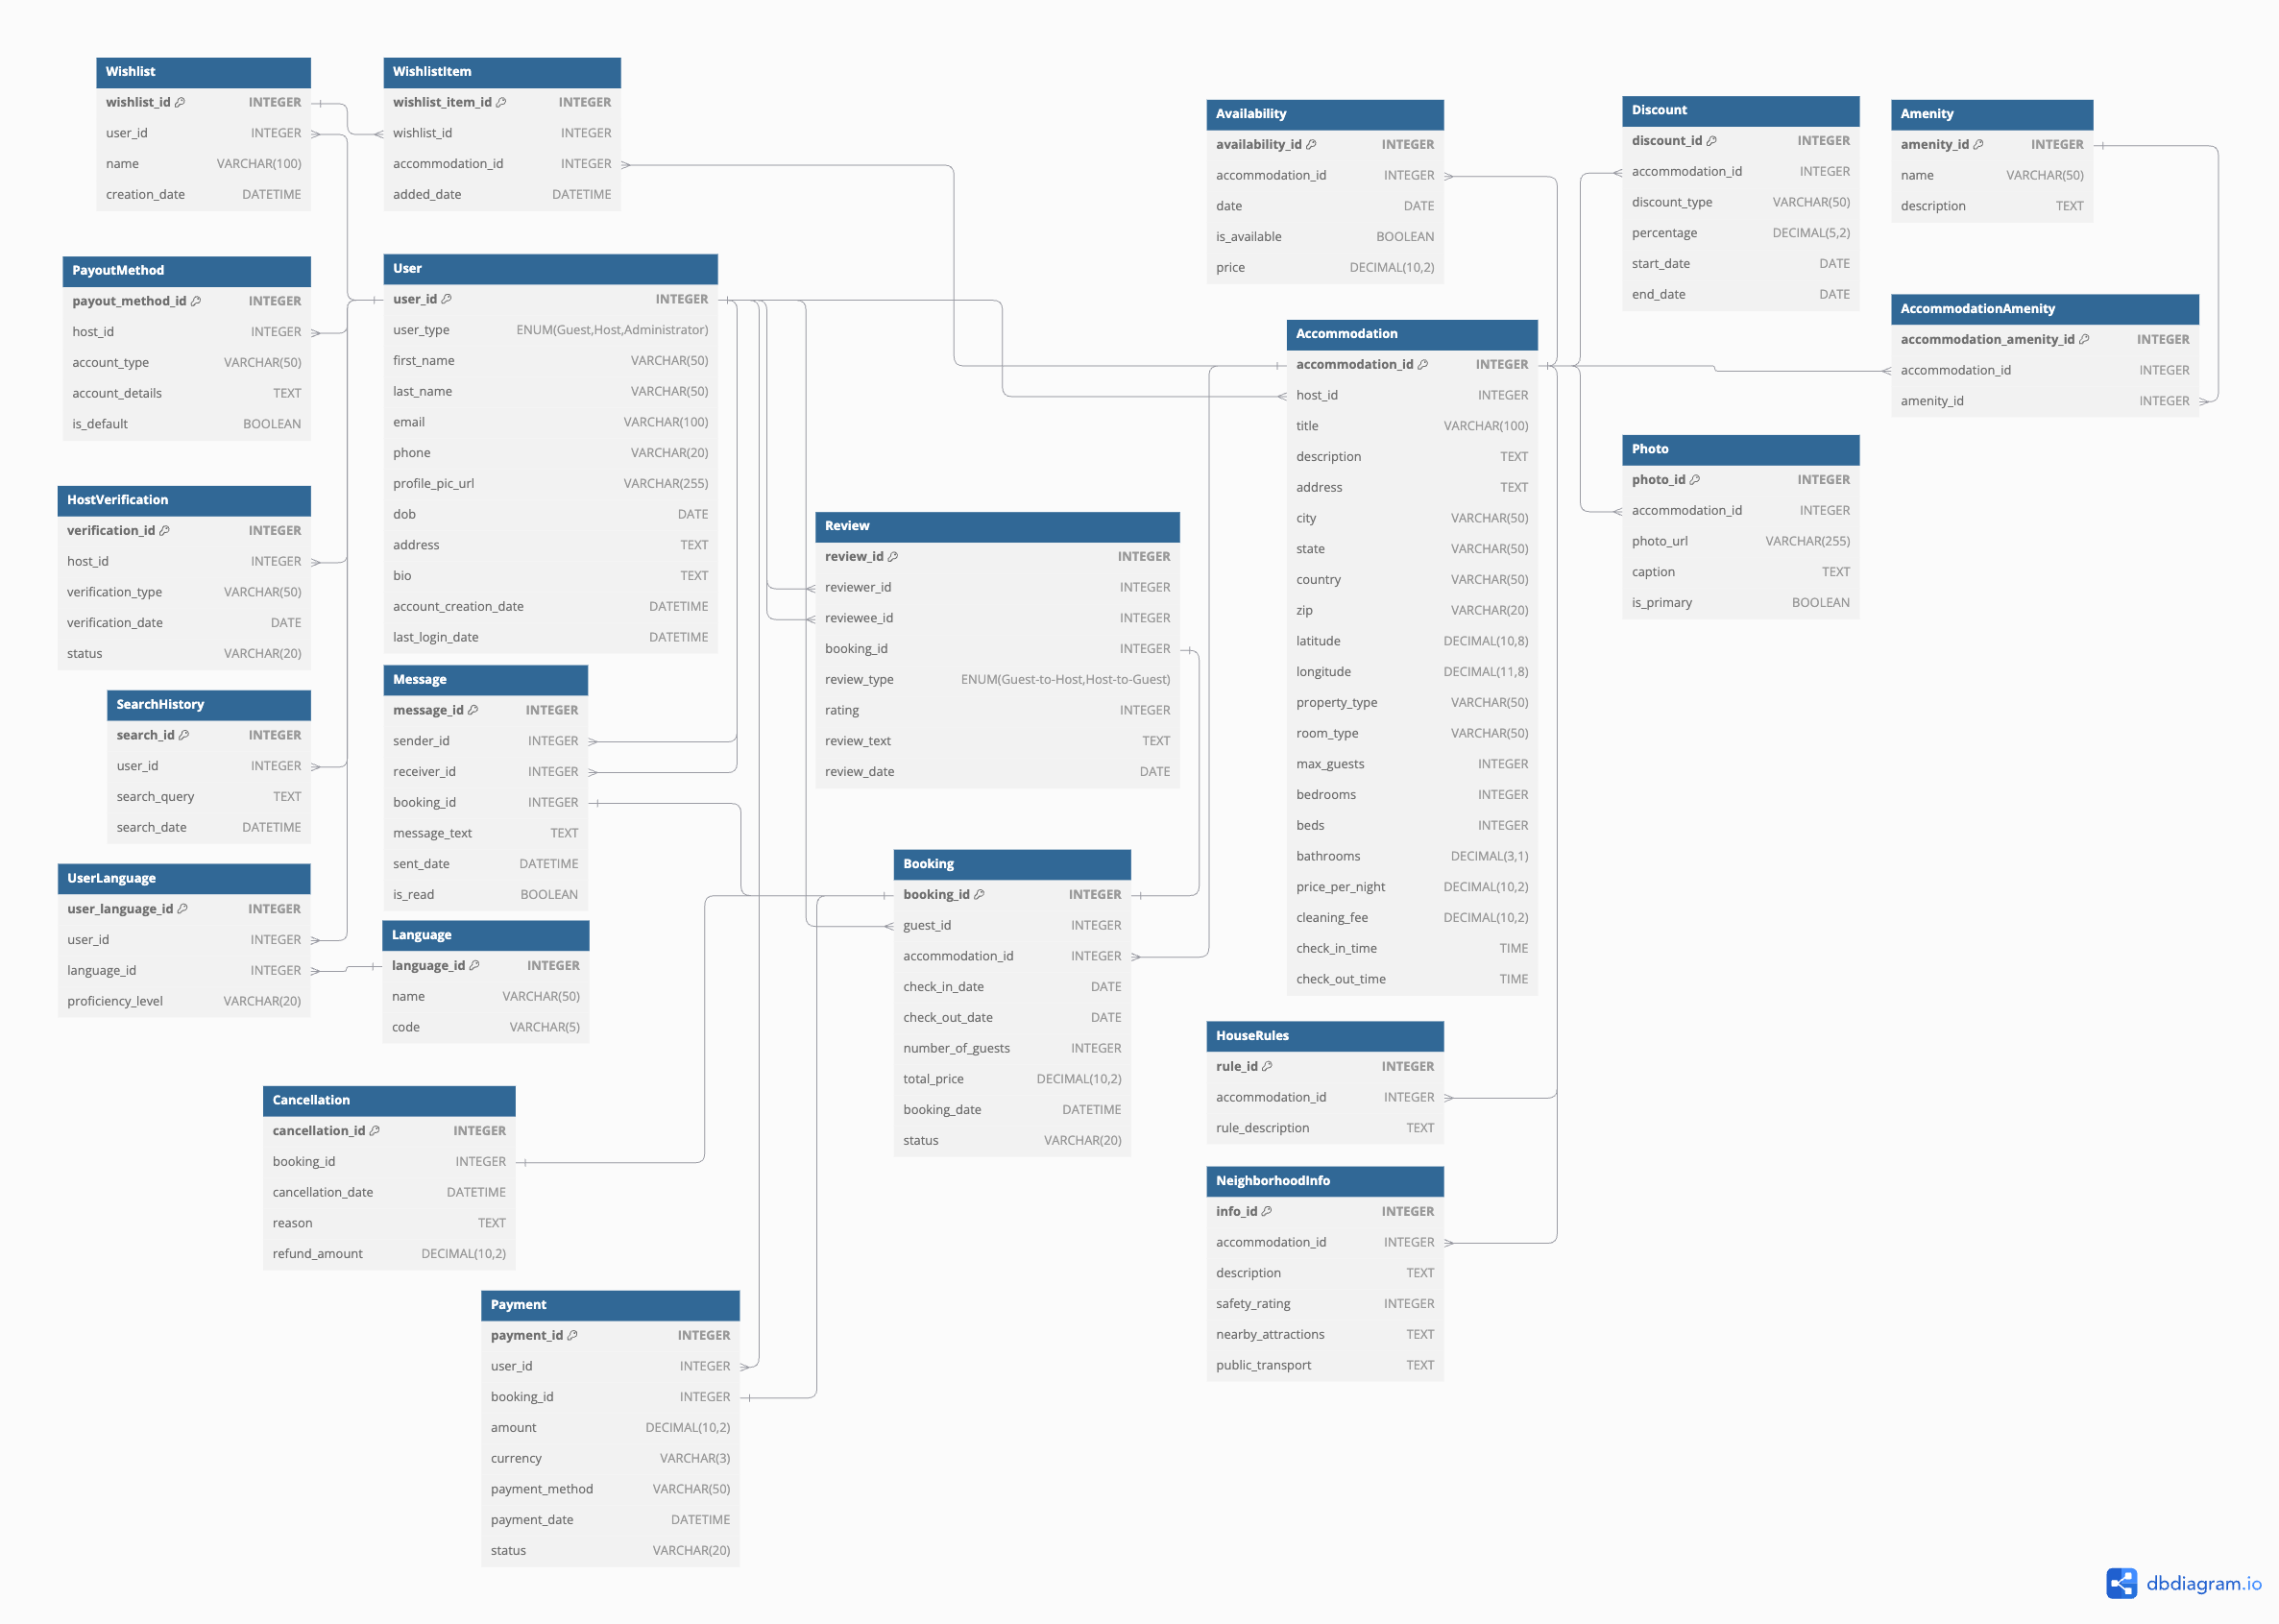 Wishlist
wishlist_id INTEGER
user_id INTEGER
name VARCHAR(100)
creation_date DATETIME
WishlistItem
wishlist_item_id INTEGER
wishlist_id INTEGER
accommodation_id INTEGER
added_date DATETIME
Availability
availability_id INTEGER
accommodation_id INTEGER
date DATE
is_available BOOLEAN
price DECIMAL(10,2)
Discount
discount_id INTEGER
accommodation_id INTEGER
discount_type VARCHAR(50)
percentage DECIMAL(5,2)
start_date DATE
end_date DATE
Amenity
amenity_id INTEGER
name VARCHAR(50)
description TEXT
PayoutMethod
payout_method_id INTEGER
host_id INTEGER
account_type VARCHAR(50)
account_details TEXT
is_default BOOLEAN
User
user_id INTEGER
user_type ENUM(Guest,Host,Administrator)
first_name VARCHAR(50)
last_name VARCHAR(50)
email VARCHAR(100)
phone VARCHAR(20)
profile_pic_url VARCHAR(255)
dob DATE
address TEXT
bio TEXT
account_creation_date DATETIME
last_login_date DATETIME
Accommodation
accommodation_id INTEGER
host_id INTEGER
title VARCHAR(100)
description TEXT
address TEXT
city VARCHAR(50)
state VARCHAR(50)
country VARCHAR(50)
zip VARCHAR(20)
latitude DECIMAL(10,8)
longitude DECIMAL(11,8)
property_type VARCHAR(50)
room_type VARCHAR(50)
max_guests INTEGER
bedrooms INTEGER
beds INTEGER
bathrooms DECIMAL(3,1)
price_per_night DECIMAL(10,2)
cleaning_fee DECIMAL(10,2)
check_in_time TIME
check_out_time TIME
AccommodationAmenity
accommodation_amenity_id INTEGER
accommodation_id INTEGER
amenity_id INTEGER
Photo
photo_id INTEGER
accommodation_id INTEGER
photo_url VARCHAR(255)
caption TEXT
is_primary BOOLEAN
HostVerification
verification_id INTEGER
host_id INTEGER
verification_type VARCHAR(50)
verification_date DATE
status VARCHAR(20)
Review
review_id INTEGER
reviewer_id INTEGER
reviewee_id INTEGER
booking_id INTEGER
review_type ENUM(Guest-to-Host,Host-to-Guest)
rating INTEGER
review_text TEXT
review_date DATE
SearchHistory
search_id INTEGER
user_id INTEGER
search_query TEXT
search_date DATETIME
Message
message_id INTEGER
sender_id INTEGER
receiver_id INTEGER
booking_id INTEGER
message_text TEXT
sent_date DATETIME
is_read BOOLEAN
UserLanguage
user_language_id INTEGER
user_id INTEGER
language_id INTEGER
proficiency_level VARCHAR(20)
Language
language_id INTEGER
name VARCHAR(50)
code VARCHAR(5)
Booking
booking_id INTEGER
guest_id INTEGER
accommodation_id INTEGER
check_in_date DATE
check_out_date DATE
number_of_guests INTEGER
total_price DECIMAL(10,2)
booking_date DATETIME
status VARCHAR(20)
HouseRules
rule_id INTEGER
accommodation_id INTEGER
rule_description TEXT
Cancellation
cancellation_id INTEGER
booking_id INTEGER
cancellation_date DATETIME
reason TEXT
refund_amount DECIMAL(10,2)
NeighborhoodInfo
info_id INTEGER
accommodation_id INTEGER
description TEXT
safety_rating INTEGER
nearby_attractions TEXT
public_transport TEXT
Payment
payment_id INTEGER
user_id INTEGER
booking_id INTEGER
amount DECIMAL(10,2)
currency VARCHAR(3)
payment_method VARCHAR(50)
payment_date DATETIME
status VARCHAR(20)
dbdiagram.io